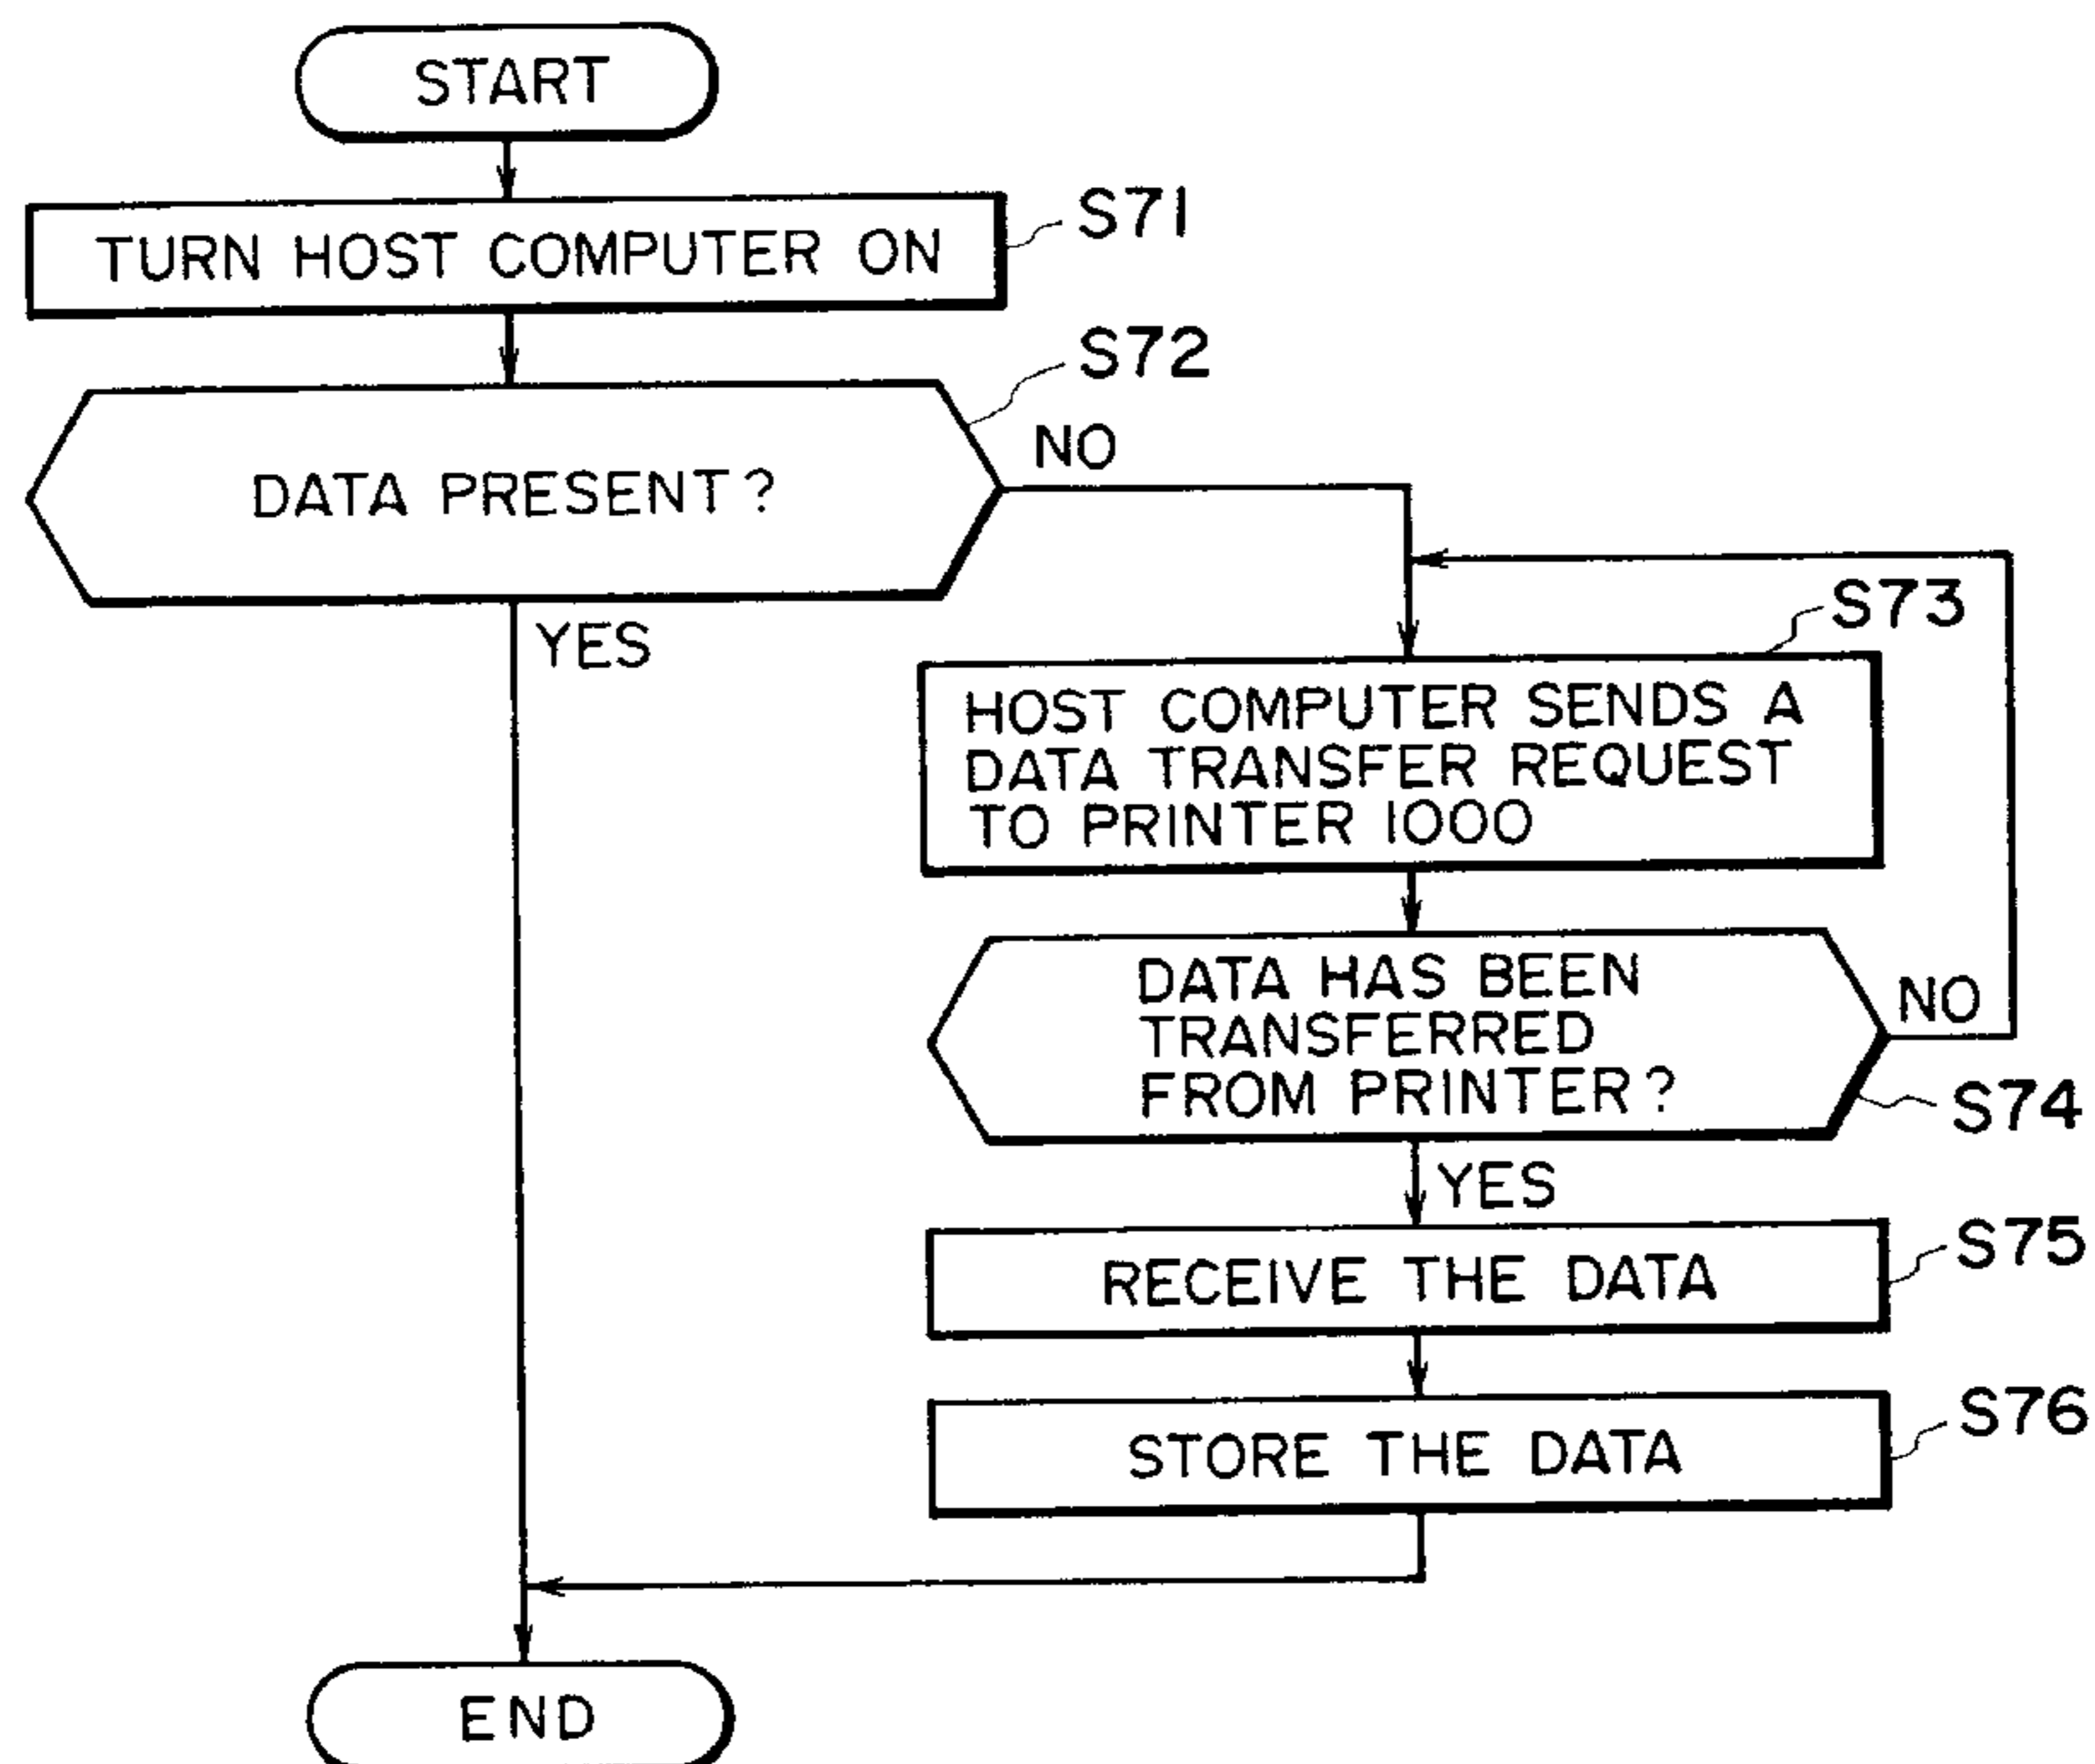 START
TURN HOST COMPUTER ON
S71
S72
DATA PRESENT?
NO
YES
S73
HOST COMPUTER SENDS A
DATA TRANSFER REQUEST
TO PRINTER 1000
DATA HAS BEEN
TRANSFERRED
FROM PRINTER?
NO
S74
YES
RECEIVE THE DATA
S75
STORE THE DATA
S76
END